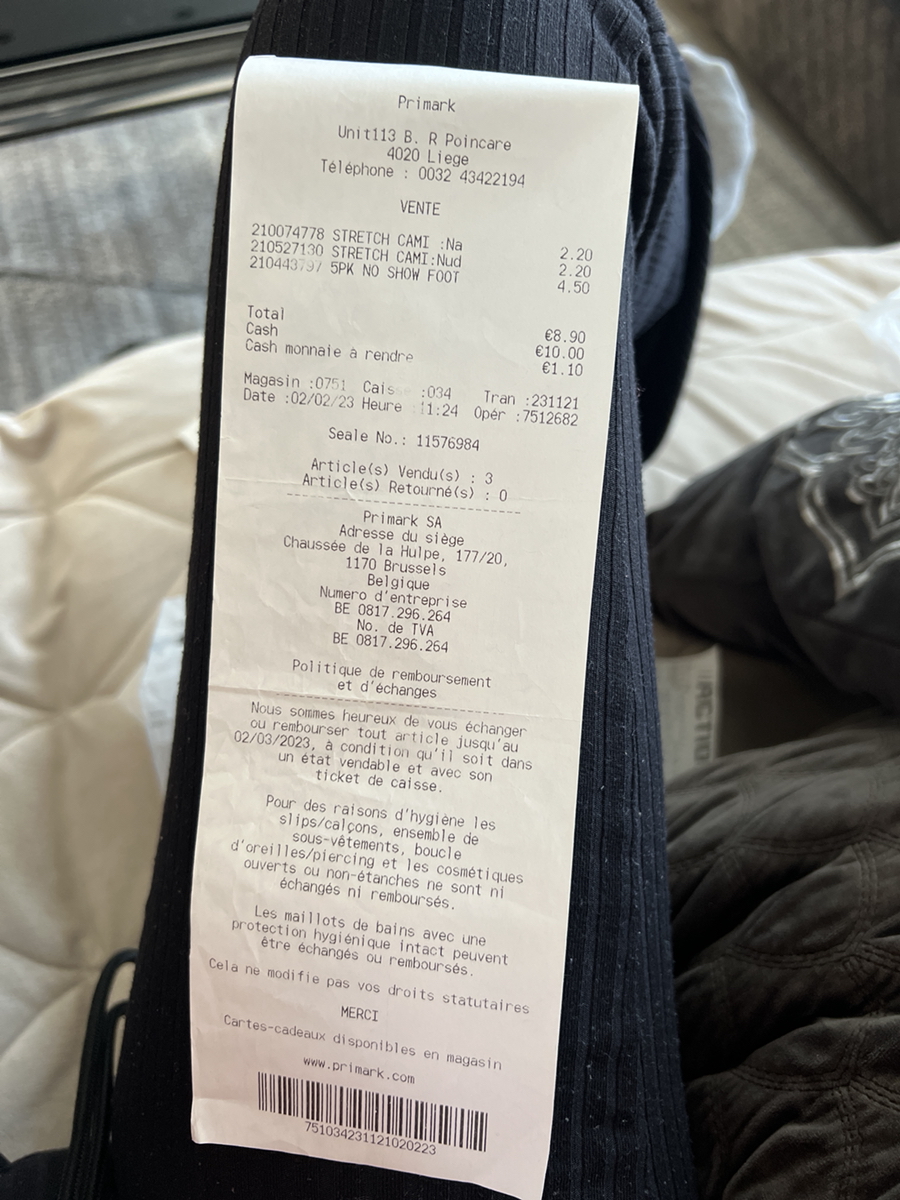 Primark
Unit113 B. R Poincare
4020 Liege
Téléphone : 0032 43422194
VENTE
210074778 STRETCH CAMI :Na 2.20
210527130 STRETCH CAMI:Nud 2.20
210443797 5PK NO SHOW FOOT 4.50
Total €8.90
Cash €10.00
Cash monnaie à rendre €1.10
Magasin :0751 Caisse :034 Tran :231121
Date :02/02/23 Heure :11:24 Opér :7512682
Seale No.: 11576984
Article(s) Vendu(s) : 3
Article(s) Retourné(s) : 0
Primark SA
Adresse du siège
Chaussée de la Hulpe, 177/20,
1170 Brussels
Belgique
Numero d'entreprise
BE 0817.296.264
No. de TVA
BE 0817.296.264
Politique de remboursement
et d'échanges
Nous sommes heureux de vous échanger
ou rembourser tout article jusqu'au
02/03/2023, à condition qu'il soit dans
un état vendable et avec son
ticket de caisse.
Pour des raisons d'hygiène les
slips/calçons, ensemble de
sous-vêtements, boucle
d'oreilles/piercing et les cosmétiques
ouverts ou non-étanches ne sont ni
échangés ni remboursés.
Les maillots de bains avec une
protection hygiénique intact peuvent
être échangés ou remboursés.
Cela ne modifie pas vos droits statutaires
MERCI
Cartes-cadeaux disponibles en magasin
www.primark.com
751034231121020223